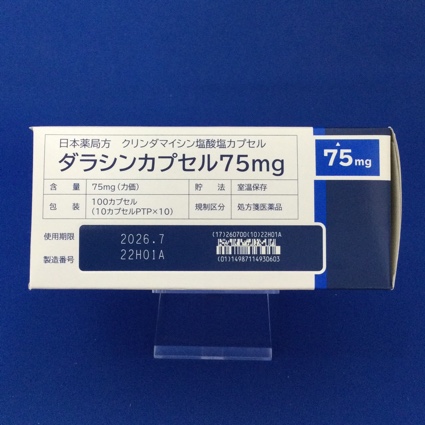 日本薬局方 クリンダマイシン塩酸塩カプセル
ダラシンカプセル75mg
75mg
含量 75mg(力価) 貯法 室温保存
包装 100カプセル (10カプセルPTP×10) 規制区分 処方箋医薬品
使用期限 2026.7
製造番号 22H01A
(17)260700(10)22H01A
(01)14987114930603